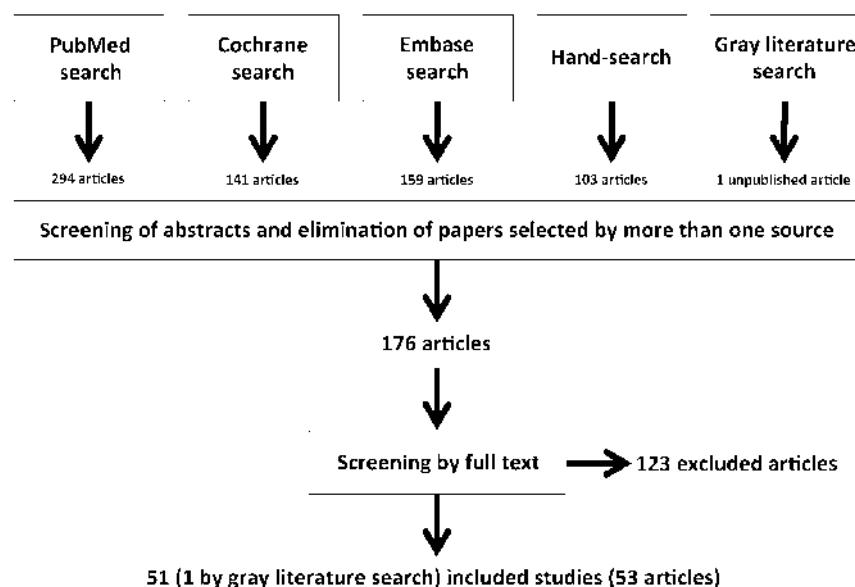 PubMed
search
Cochrane
search
Embase
search
Hand-search
Gray literature
search
294 articles
141 articles
159 articles
103 articles
1 unpublished article
Screening of abstracts and elimination of papers selected by more than one source
176 articles
Screening by full text
123 excluded articles
51 (1 by gray literature search) included studies (53 articles)